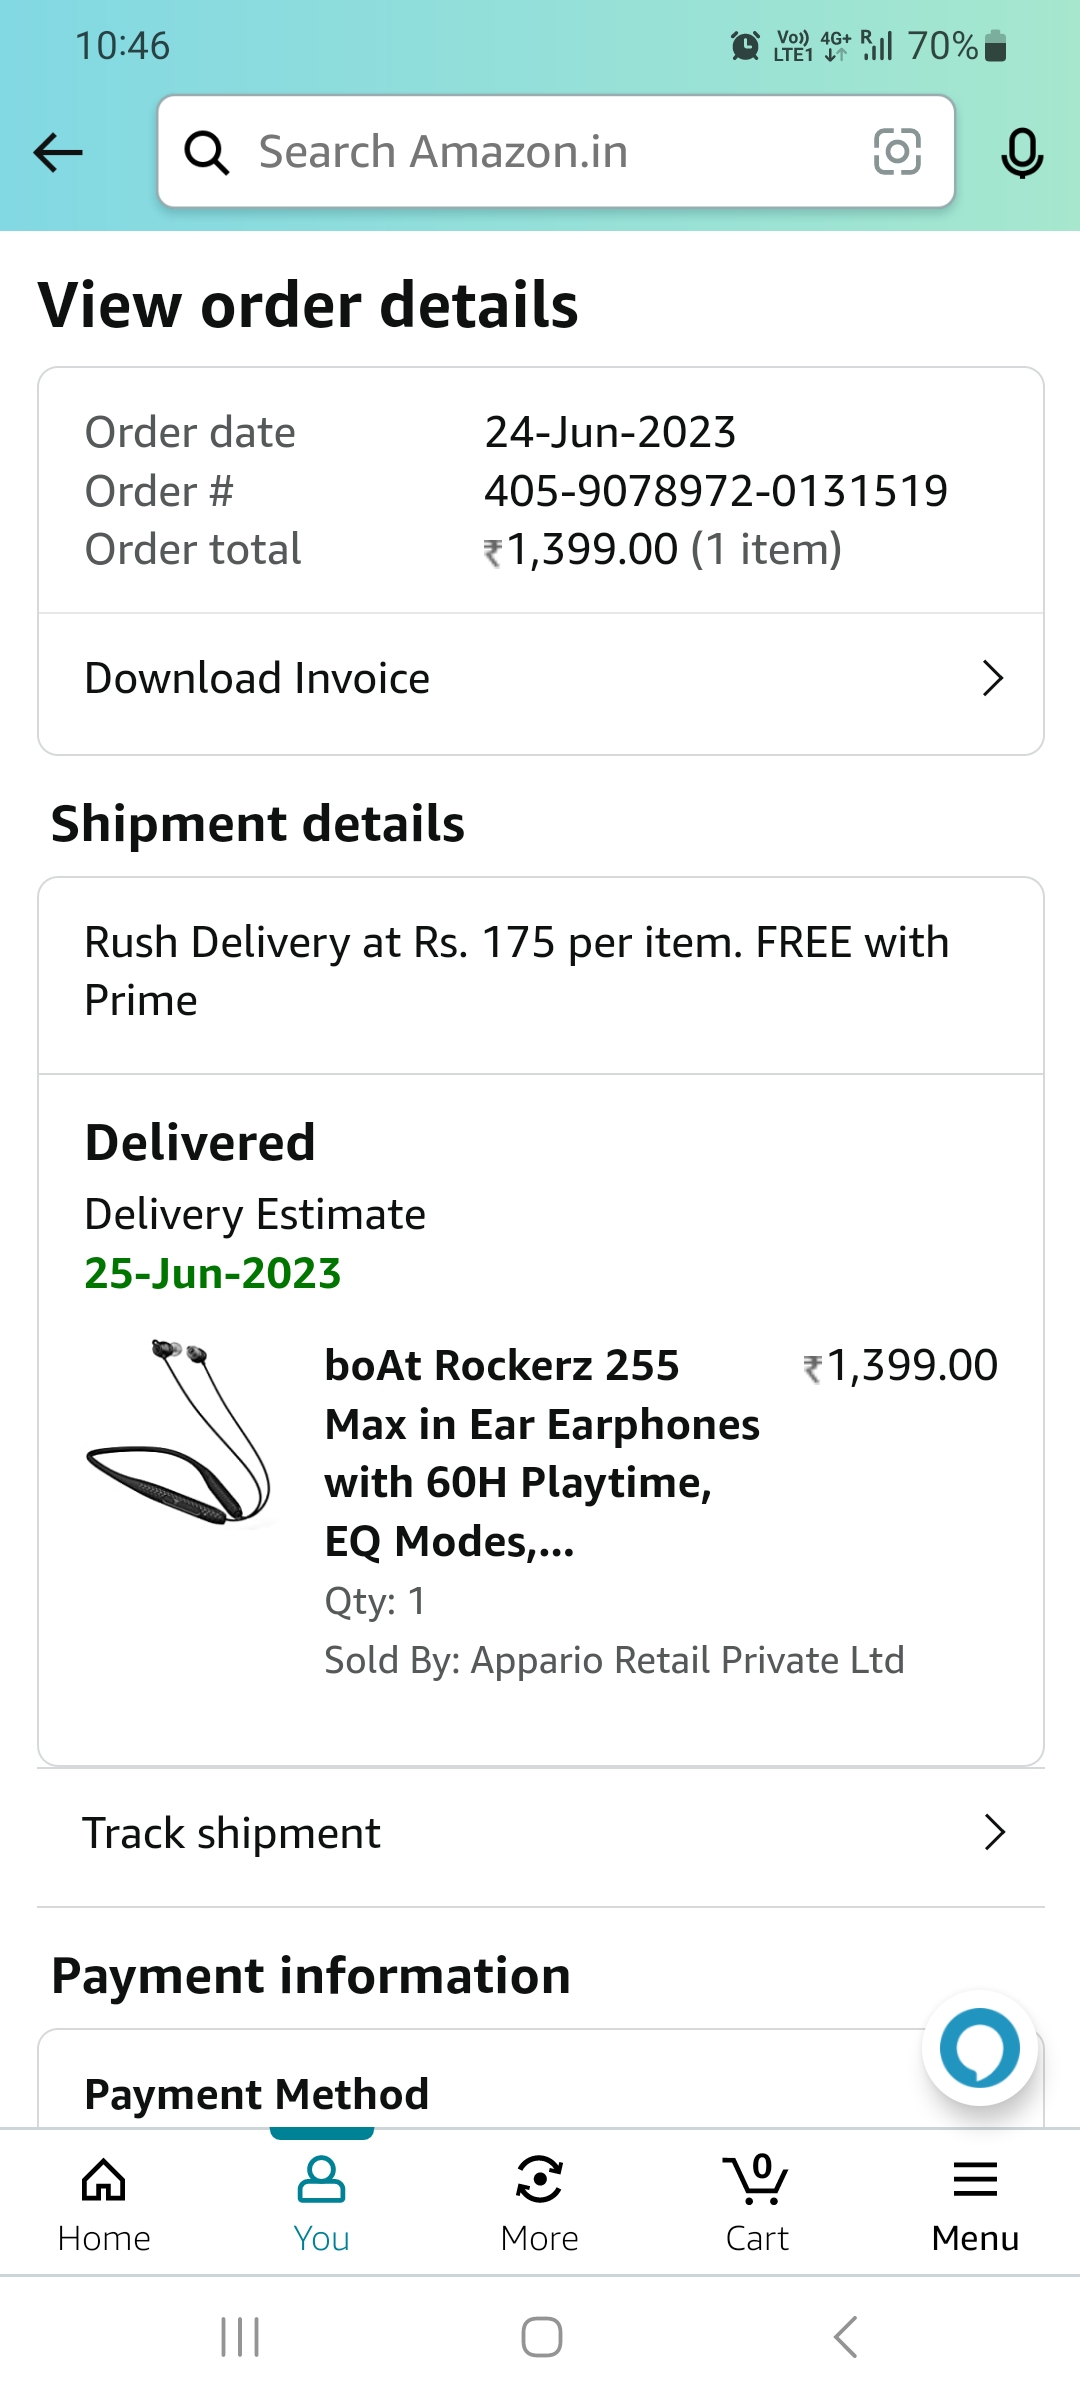 10:46
Vo)) LTE1 4G+ R 70%
Search Amazon.in
View order details
Order date 24-Jun-2023
Order # 405-9078972-0131519
Order total ₹1,399.00 (1 item)
Download Invoice
Shipment details
Rush Delivery at Rs. 175 per item. FREE with
Prime
Delivered
Delivery Estimate
25-Jun-2023
boAt Rockerz 255 ₹1,399.00
Max in Ear Earphones
with 60H Playtime,
EQ Modes,...
Qty: 1
Sold By: Appario Retail Private Ltd
Track shipment
Payment information
Payment Method
0
Home You More Cart Menu